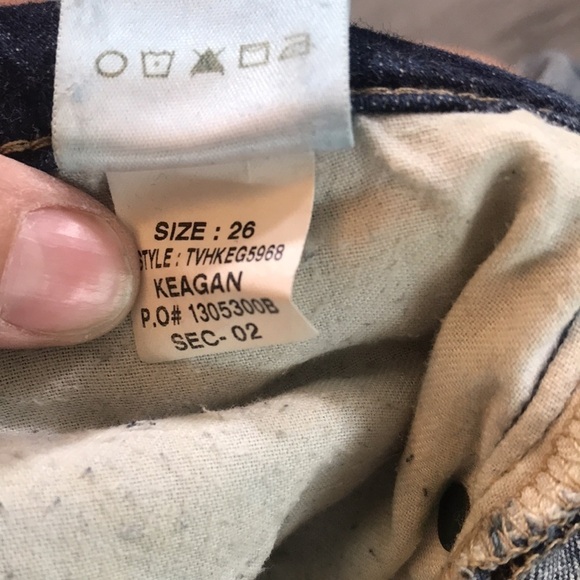 SIZE : 26
STYLE : TVHKEG5968
KEAGAN
P.O# 1305300B
SEC- 02